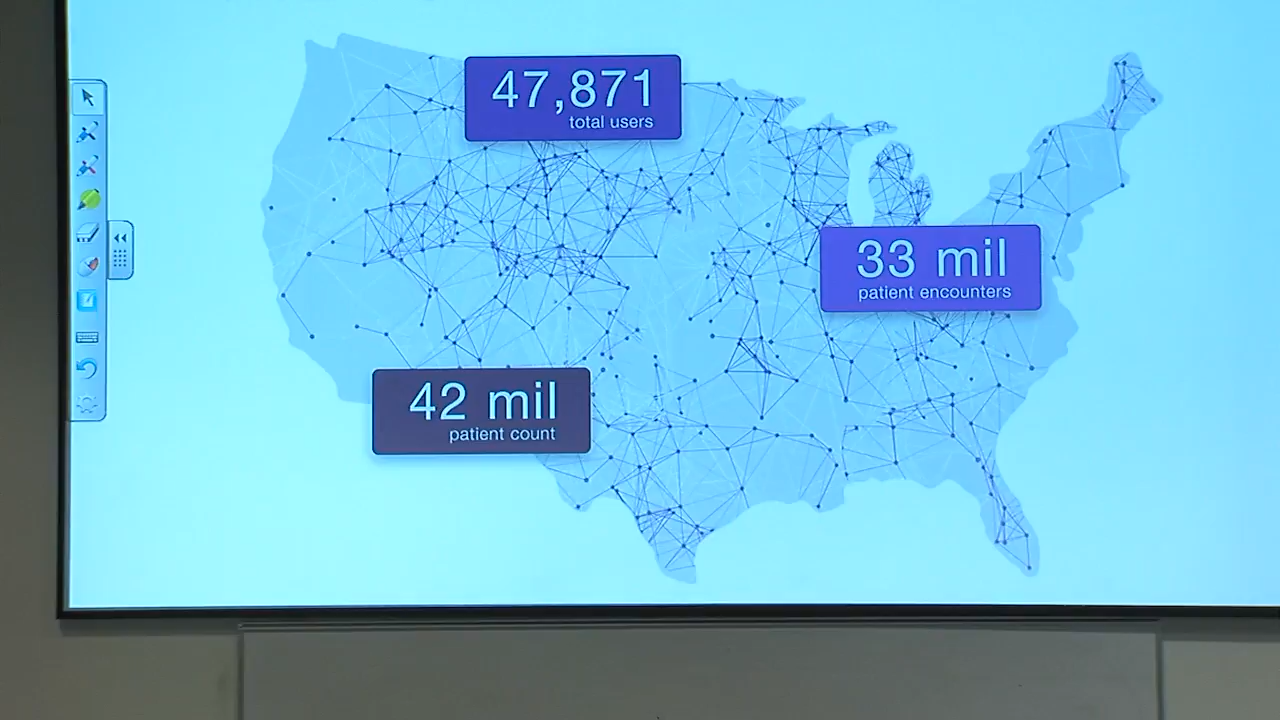 47,871
total users
33 mil
patient encounters
42 mil
patient count